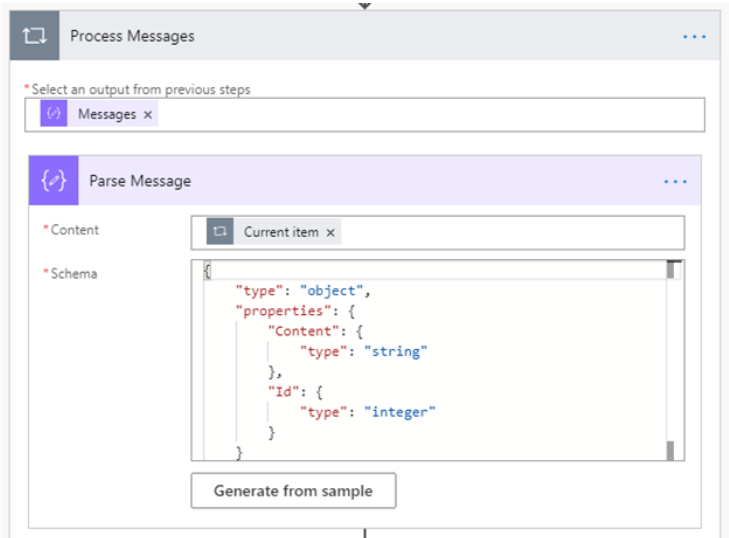 Process Messages
...
*Select an output from previous steps
{} Messages ×
{} Parse Message
...
*Content
Current item ×
*Schema
{
    "type": "object",
    "properties": {
        "Content": {
            "type": "string"
        },
        "Id": {
            "type": "integer"
        }
    }
Generate from sample